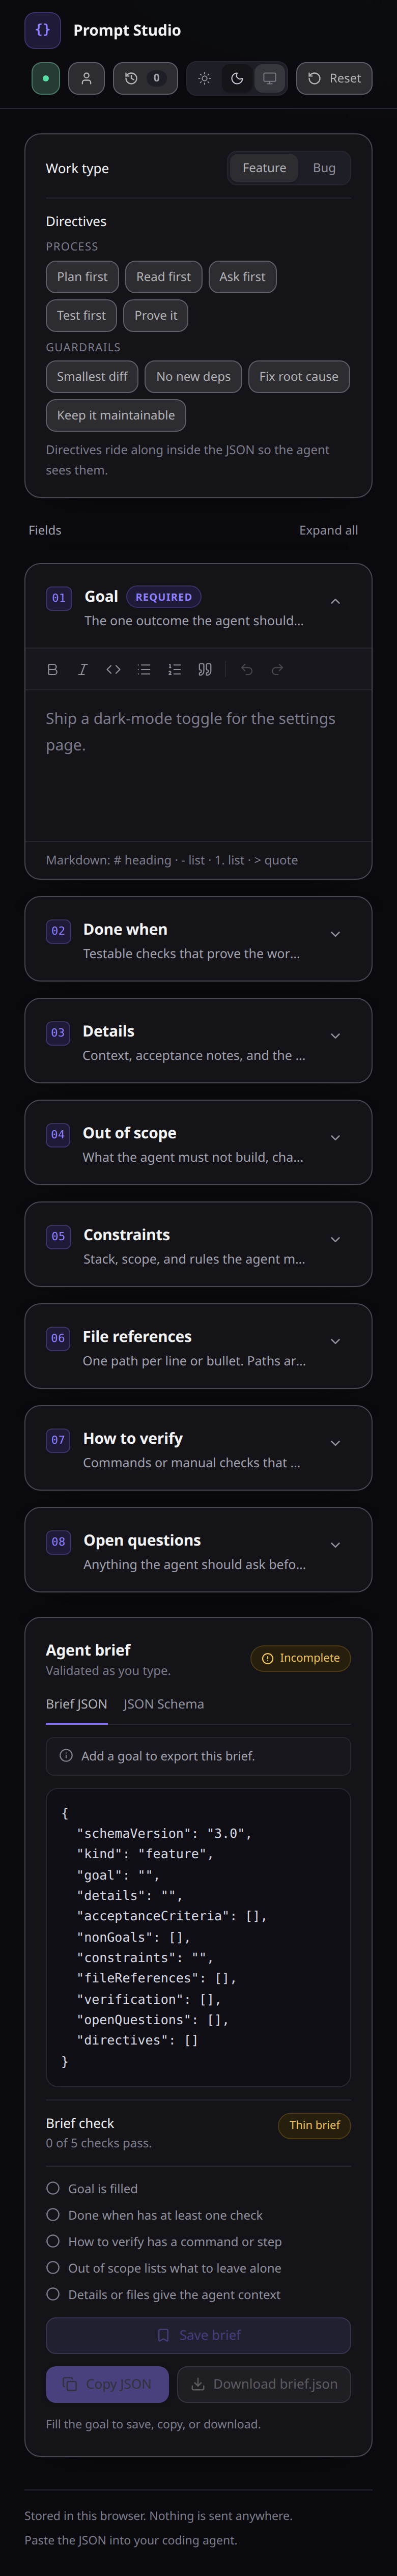 {} Prompt Studio
0 Reset
Work type Feature Bug
Directives
PROCESS
Plan first Read first Ask first
Test first Prove it
GUARDRAILS
Smallest diff No new deps Fix root cause
Keep it maintainable
Directives ride along inside the JSON so the agent
sees them.
Fields Expand all
01 Goal REQUIRED
The one outcome the agent should...
Ship a dark-mode toggle for the settings
page.
Markdown: # heading · - list · 1. list · > quote
02 Done when
Testable checks that prove the wor...
03 Details
Context, acceptance notes, and the ...
04 Out of scope
What the agent must not build, cha...
05 Constraints
Stack, scope, and rules the agent m...
06 File references
One path per line or bullet. Paths ar...
07 How to verify
Commands or manual checks that ...
08 Open questions
Anything the agent should ask befo...
Agent brief
Validated as you type.
Incomplete
Brief JSON JSON Schema
Add a goal to export this brief.
{
"schemaVersion": "3.0",
"kind": "feature",
"goal": "",
"details": "",
"acceptanceCriteria": [],
"nonGoals": [],
"constraints": "",
"fileReferences": [],
"verification": [],
"openQuestions": [],
"directives": []
}
Brief check
0 of 5 checks pass.
Thin brief
Goal is filled
Done when has at least one check
How to verify has a command or step
Out of scope lists what to leave alone
Details or files give the agent context
Save brief
Copy JSON Download brief.json
Fill the goal to save, copy, or download.
Stored in this browser. Nothing is sent anywhere.
Paste the JSON into your coding agent.